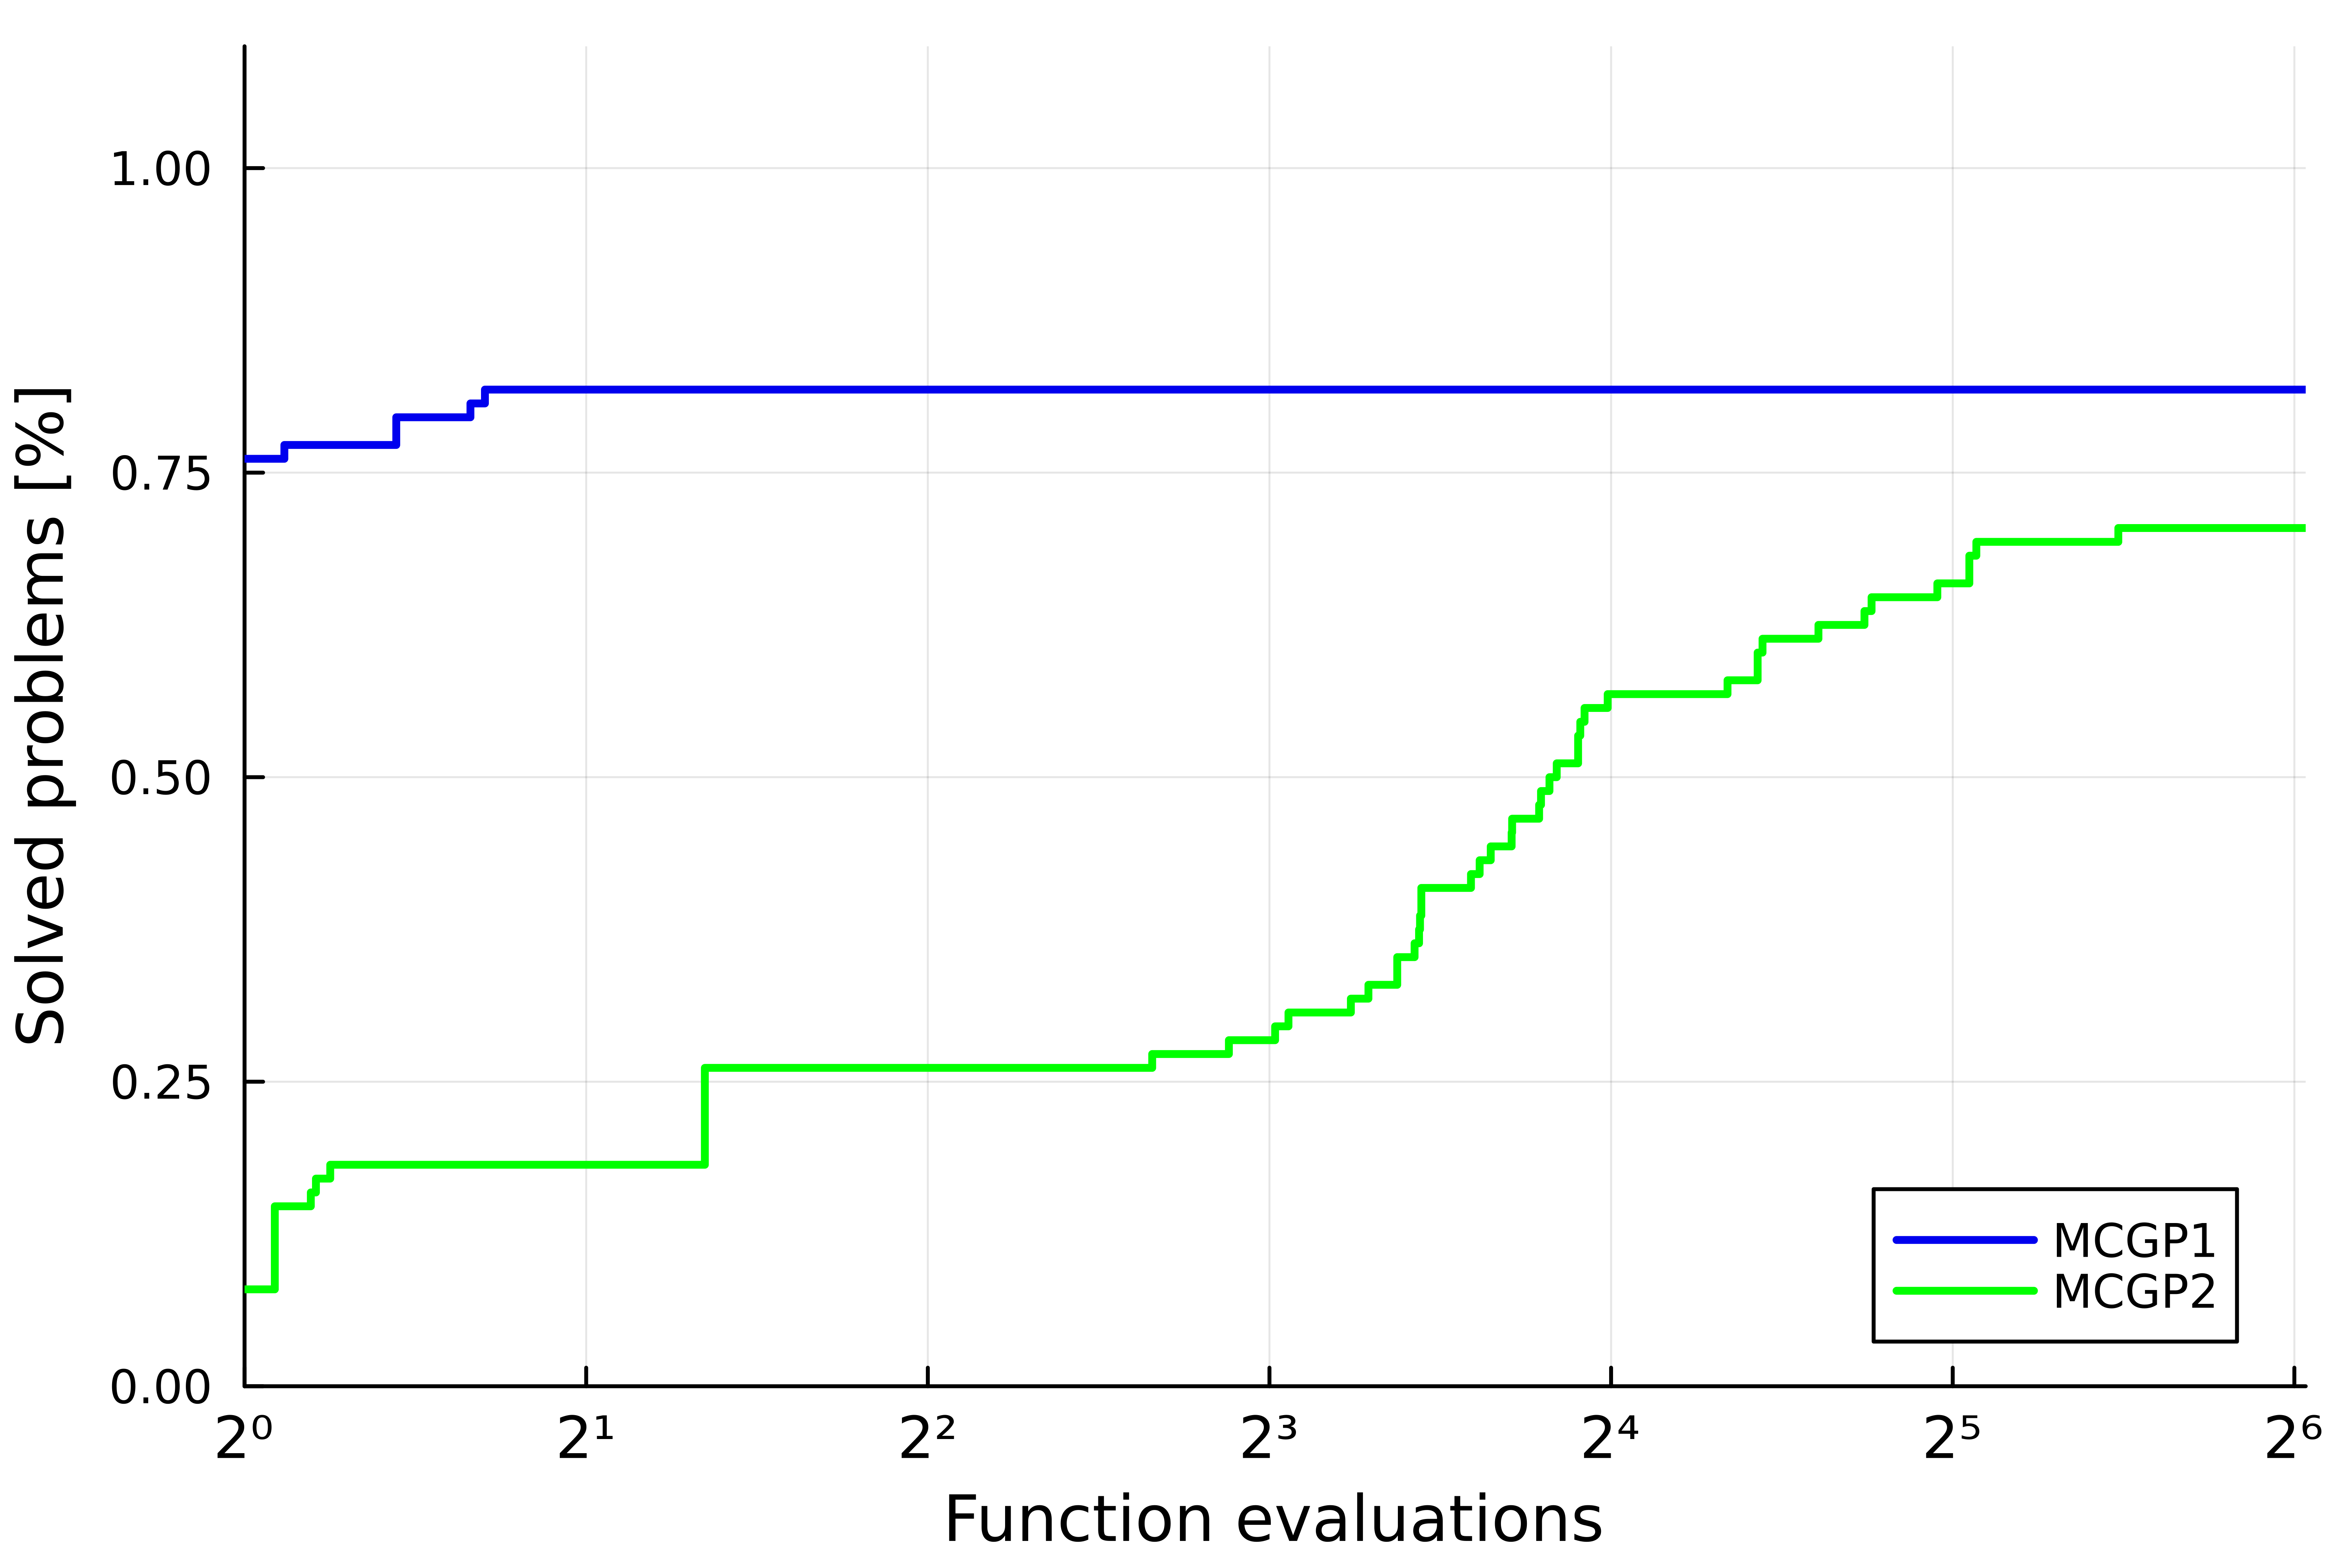 Solved problems [%]
1.00
0.75
0.50
0.25
0.00
2⁰ 2¹ 2² 2³ 2⁴ 2⁵ 2⁶
Function evaluations
MCGP1
MCGP2